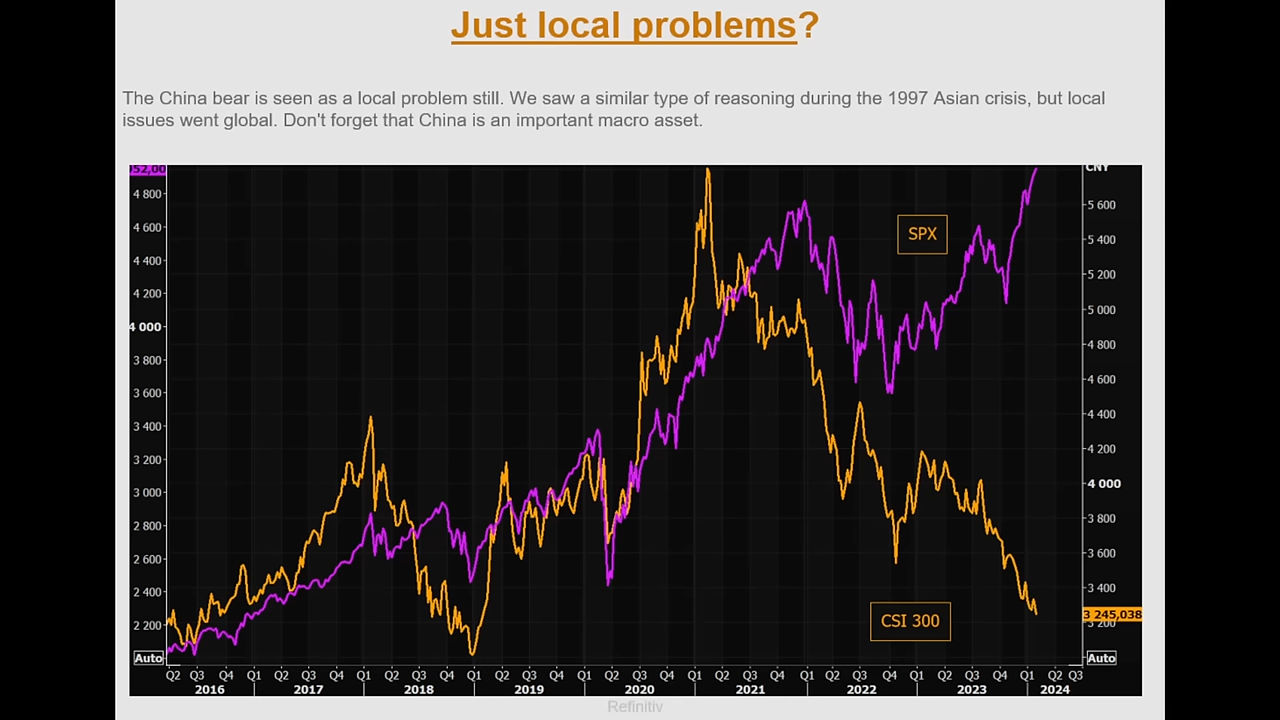 Just local problems?
The China bear is seen as a local problem still. We saw a similar type of reasoning during the 1997 Asian crisis, but local
issues went global. Don't forget that China is an important macro asset.
CNY
4 800
5 600
SPX
4 600
5 400
4 400
5 200
4 200
5 000
4 000
4 800
3 800
4 600
3 600
4 400
3 400
4 200
3 200
4 000
3 000
3 800
2 800
3 600
2 600
3 400
2 400
CSI 300
3 245,038
2 200
3 200
Auto
Auto
Q2 Q3 Q4 Q1 Q2 Q3 Q4 Q1 Q2 Q3 Q4 Q1 Q2 Q3 Q4 Q1 Q2 Q3 Q4 Q1 Q2 Q3 Q4 Q1 Q2 Q3 Q4 Q1 Q2 Q3 Q4 Q1 Q2 Q3
2016 2017 2018 2019 2020 2021 2022 2023 2024
Refinitiv